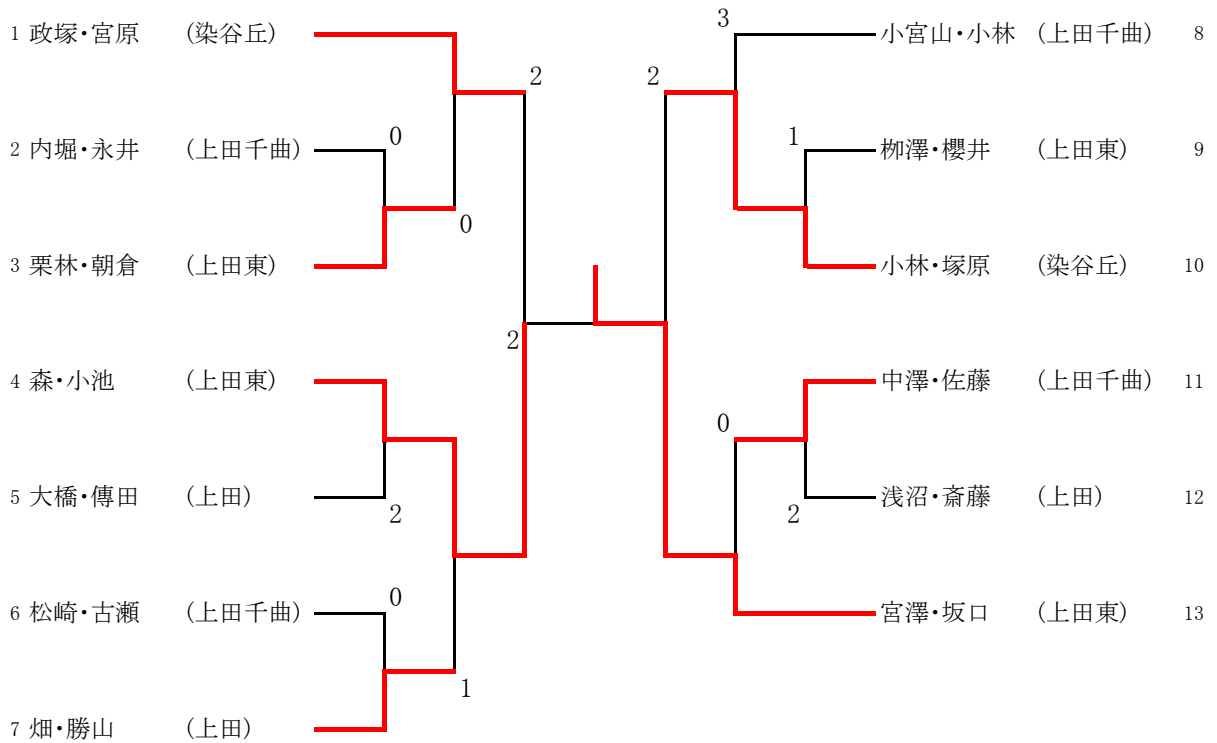 1 政塚・宮原 (染谷丘)
2 内堀・永井 (上田千曲)
3 栗林・朝倉 (上田東)
4 森・小池 (上田東)
5 大橋・傳田 (上田)
6 松崎・古瀬 (上田千曲)
7 畑・勝山 (上田)
2
0
0
2
2
0
1
3
2
1
0
2
小宮山・小林 (上田千曲) 8
栁澤・櫻井 (上田東) 9
小林・塚原 (染谷丘) 10
中澤・佐藤 (上田千曲) 11
浅沼・斎藤 (上田) 12
宮澤・坂口 (上田東) 13